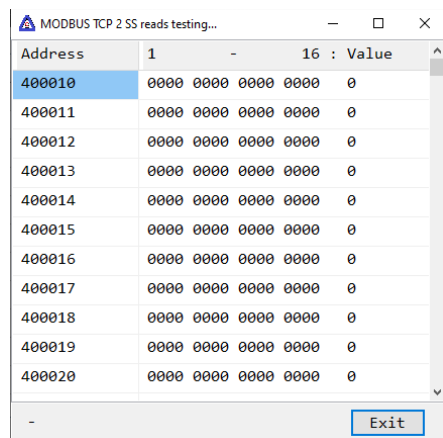 MODBUS TCP 2 SS reads testing...
Address 1 - 16 : Value
400010 0000 0000 0000 0000 0
400011 0000 0000 0000 0000 0
400012 0000 0000 0000 0000 0
400013 0000 0000 0000 0000 0
400014 0000 0000 0000 0000 0
400015 0000 0000 0000 0000 0
400016 0000 0000 0000 0000 0
400017 0000 0000 0000 0000 0
400018 0000 0000 0000 0000 0
400019 0000 0000 0000 0000 0
400020 0000 0000 0000 0000 0
- Exit